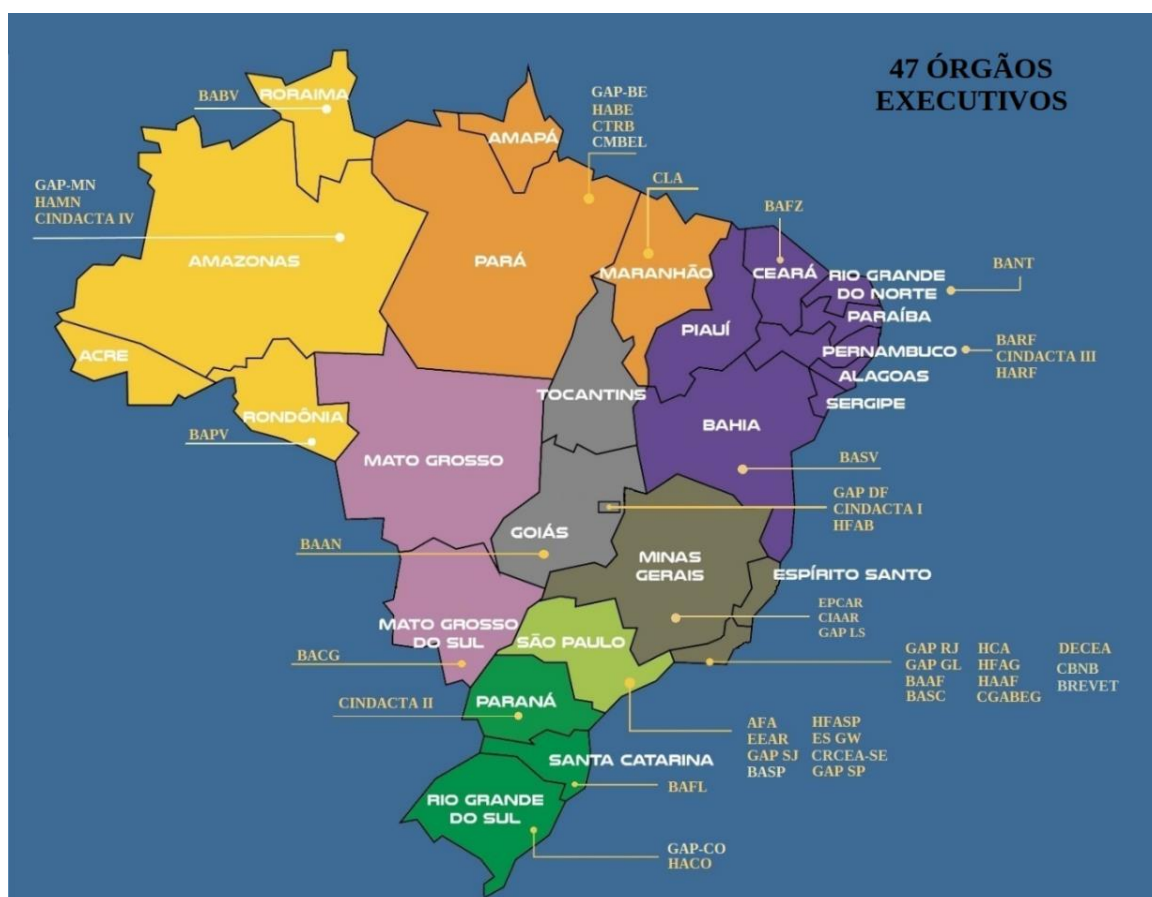 47 ÓRGÃOS
EXECUTIVOS
BABV
RORAIMA
GAP-BE
HABE
CTRB
CMBEL
AMAPÁ
GAP-MN
HAMN
CINDACTA IV
CLA
BAFZ
AMAZONAS
PARÁ
MARANHÃO
CEARÁ
RIO GRANDE
DO NORTE
BANT
PARAÍBA
PIAUÍ
PERNAMBUCO
BARF
CINDACTA III
HARF
ACRE
ALAGOAS
SERGIPE
TOCANTINS
RONDÔNIA
BAPV
BAHIA
MATO GROSSO
BASV
GAP DF
CINDACTA I
HFAB
GOIÁS
BAAN
MINAS
GERAIS
ESPÍRITO SANTO
EPCAR
CIAAR
GAP LS
MATO GROSSO
DO SUL
SÃO PAULO
BACG
GAP RJ HCA DECEA
GAP GL HFAG CBNB
BAAF HAAF BREVET
BASC CGABEG
CINDACTA II
PARANÁ
AFA HFASP
EEAR ES GW
GAP SJ CRCEA-SE
BASP GAP SP
SANTA CATARINA
BAFL
RIO GRANDE
DO SUL
GAP-CO
HACO